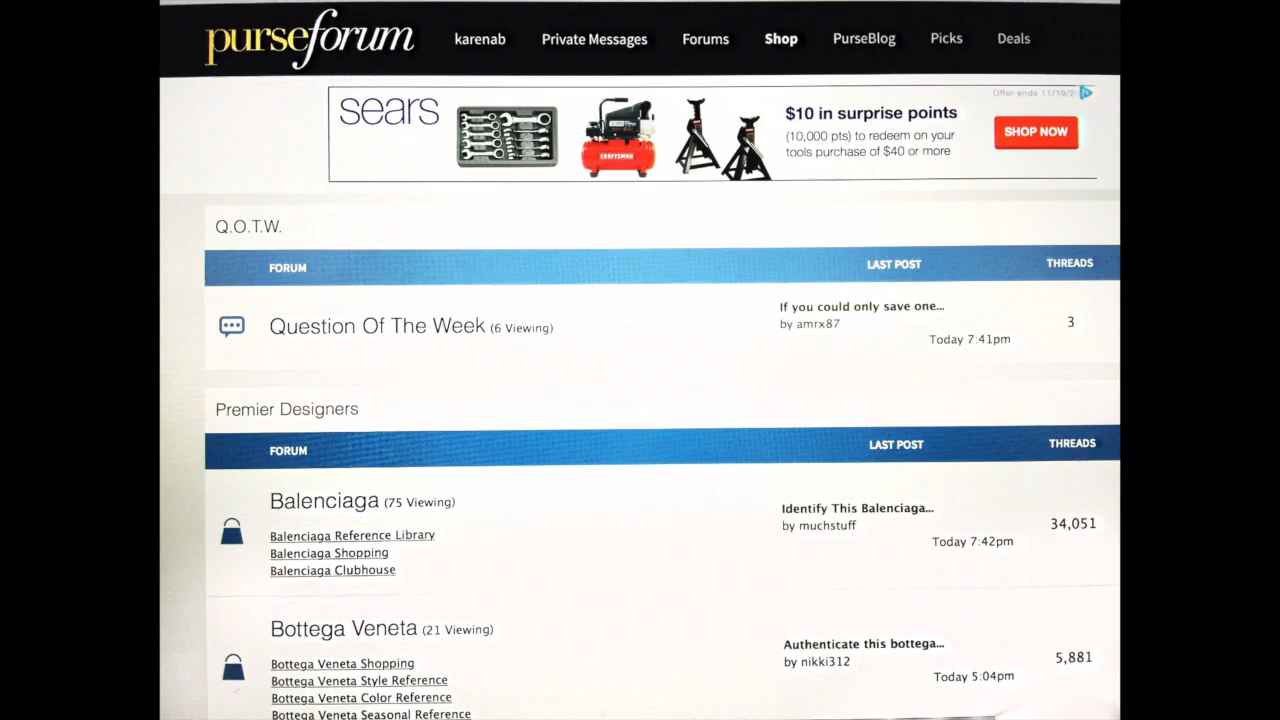 purseforum karenab Private Messages Forums Shop PurseBlog Picks Deals
Offer ends 11/19/2
sears
$10 in surprise points
(10,000 pts) to redeem on your
tools purchase of $40 or more
SHOP NOW
CRAFTSMAN
Q.O.T.W.
FORUM LAST POST THREADS
Question Of The Week (6 Viewing)
If you could only save one...
by amrx87
Today 7:41pm
3
Premier Designers
FORUM LAST POST THREADS
Balenciaga (75 Viewing)
Balenciaga Reference Library
Balenciaga Shopping
Balenciaga Clubhouse
Identify This Balenciaga...
by muchstuff
Today 7:42pm
34,051
Bottega Veneta (21 Viewing)
Bottega Veneta Shopping
Bottega Veneta Style Reference
Bottega Veneta Color Reference
Bottega Veneta Seasonal Reference
Authenticate this bottega...
by nikki312
Today 5:04pm
5,881